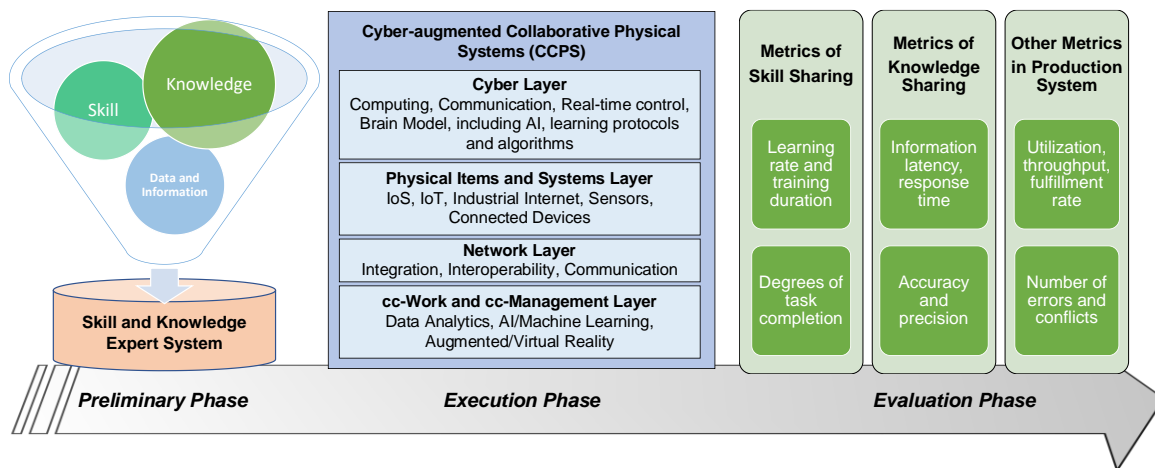 Knowledge
Skill
Data and
Information
Skill and Knowledge
Expert System
Cyber-augmented Collaborative Physical
Systems (CCPS)
Cyber Layer
Computing, Communication, Real-time control,
Brain Model, including AI, learning protocols
and algorithms
Physical Items and Systems Layer
IoS, IoT, Industrial Internet, Sensors,
Connected Devices
Network Layer
Integration, Interoperability, Communication
cc-Work and cc-Management Layer
Data Analytics, AI/Machine Learning,
Augmented/Virtual Reality
Metrics of
Skill Sharing
Learning
rate and
training
duration
Degrees of
task
completion
Metrics of
Knowledge
Sharing
Information
latency,
response
time
Accuracy
and
precision
Other Metrics
in Production
System
Utilization,
throughput,
fulfillment
rate
Number of
errors and
conflicts
Preliminary Phase
Execution Phase
Evaluation Phase